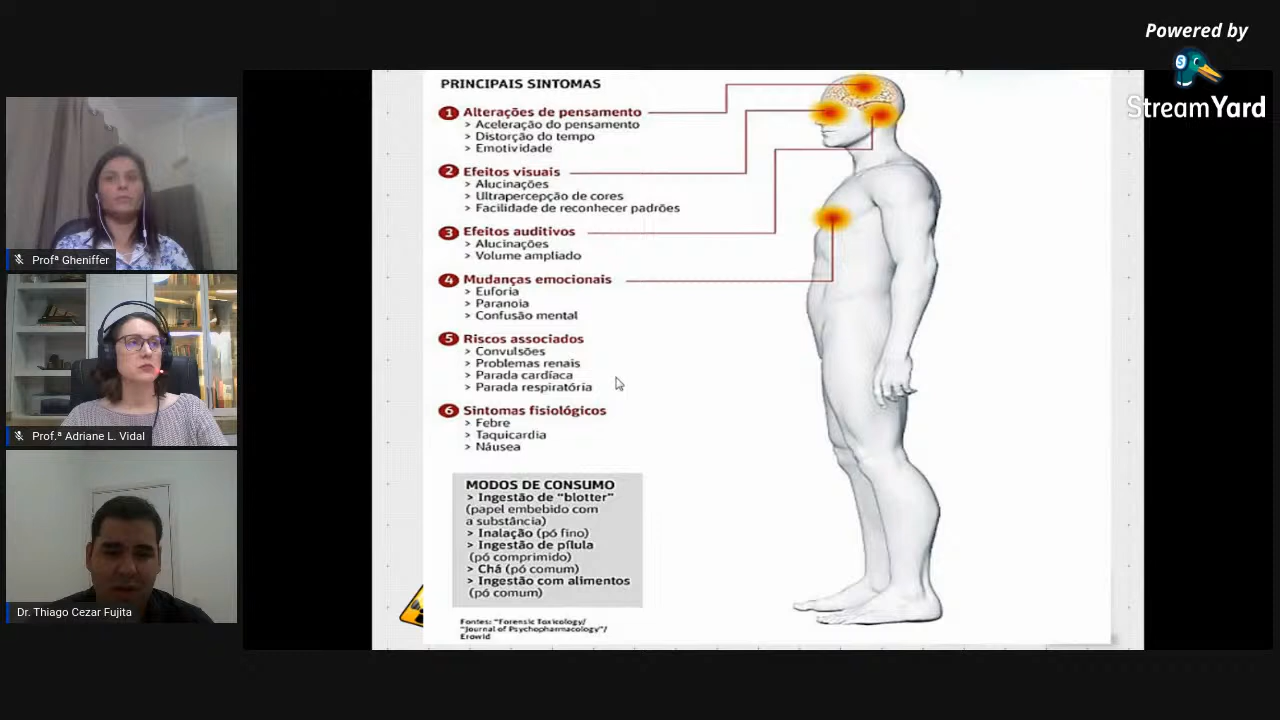 Powered by
StreamYard
PRINCIPAIS SINTOMAS
1 Alterações de pensamento
> Aceleração do pensamento
> Distorção do tempo
> Emotividade
2 Efeitos visuais
> Alucinações
> Ultrapercepção de cores
> Facilidade de reconhecer padrões
3 Efeitos auditivos
> Alucinações
> Volume ampliado
4 Mudanças emocionais
> Euforia
> Paranoia
> Confusão mental
5 Riscos associados
> Convulsões
> Problemas renais
> Parada cardíaca
> Parada respiratória
6 Sintomas fisiológicos
> Febre
> Taquicardia
> Náusea
MODOS DE CONSUMO
> Ingestão de "blotter"
(papel embebido com
a substância)
> Inalação (pó fino)
> Ingestão de pílula
(pó comprimido)
> Chá (pó comum)
> Ingestão com alimentos
(pó comum)
Fontes: "Forensic Toxicology/
"Journal of Psychopharmacology"/
Erowid
Profª Gheniffer
Prof.ª Adriane L. Vidal
Dr. Thiago Cezar Fujita